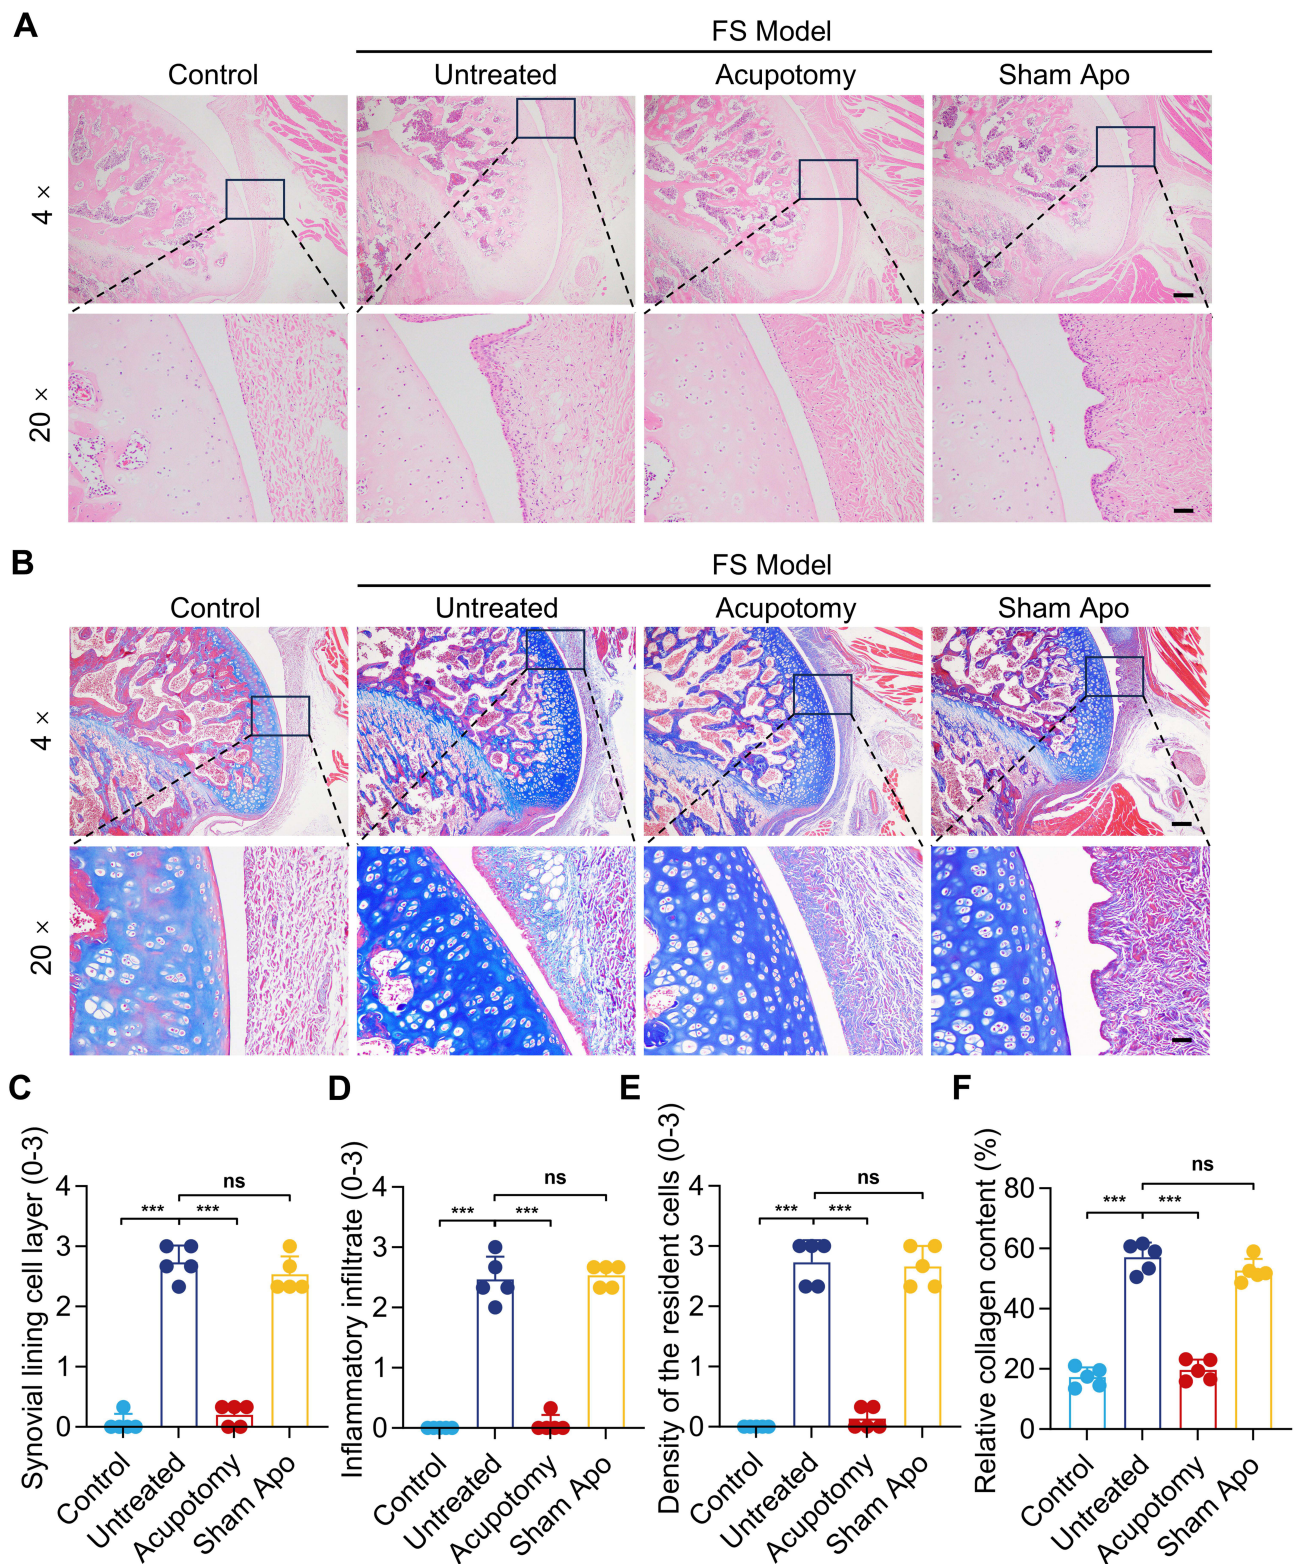 A
FS Model
Control Untreated Acupotomy Sham Apo
4 ×
20 ×
B
FS Model
Control Untreated Acupotomy Sham Apo
4 ×
20 ×
C
Synovial lining cell layer (0-3)
4
3
2
1
0
*** ***
ns
Control
Untreated
Acupotomy
Sham Apo
D
Inflammatory infiltrate (0-3)
4
3
2
1
0
*** ***
ns
Control
Untreated
Acupotomy
Sham Apo
E
Density of the resident cells (0-3)
4
3
2
1
0
*** ***
ns
Control
Untreated
Acupotomy
Sham Apo
F
Relative collagen content (%)
80
60
40
20
0
*** ***
ns
Control
Untreated
Acupotomy
Sham Apo